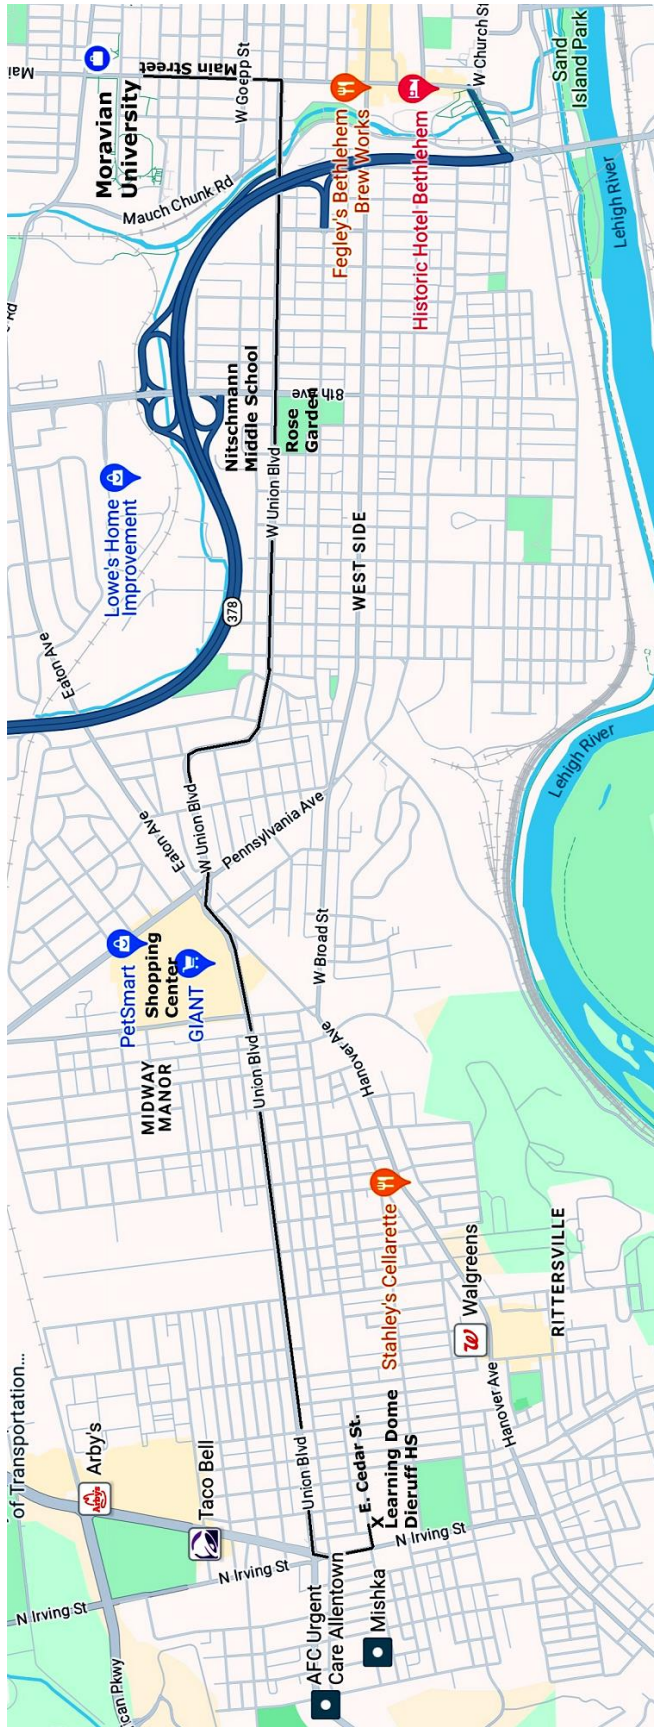 Mai
Main Street
W Goepp St
W Church St
Sand
Island Park
Moravian
University
Mauch Chunk Rd
Fegley's Bethlehem
Brew Works
Historic Hotel Bethlehem
Lehigh River
Rd
Nitschmann
Middle School
8th Ave
Rose
Garden
W Union Blvd
Lowe's Home
Improvement
WEST SIDE
378
Eaton Ave
Lehigh River
Eaton Ave
W Union Blvd
Pennsylvania Ave
PetSmart
Shopping
Center
GIANT
W Broad St
MIDWAY
MANOR
Union Blvd
Hanover Ave
Stahley's Cellarette
Walgreens
RITTERSVILLE
of Transportation...
Arby's
Arby's
Taco Bell
Union Blvd
X E. Cedar St.
Learning Dome
Dieruff HS
Hanover Ave
N Irving St
N Irving St
N Irving St
AFC Urgent
Care Allentown
Mishka
ican Pkwy